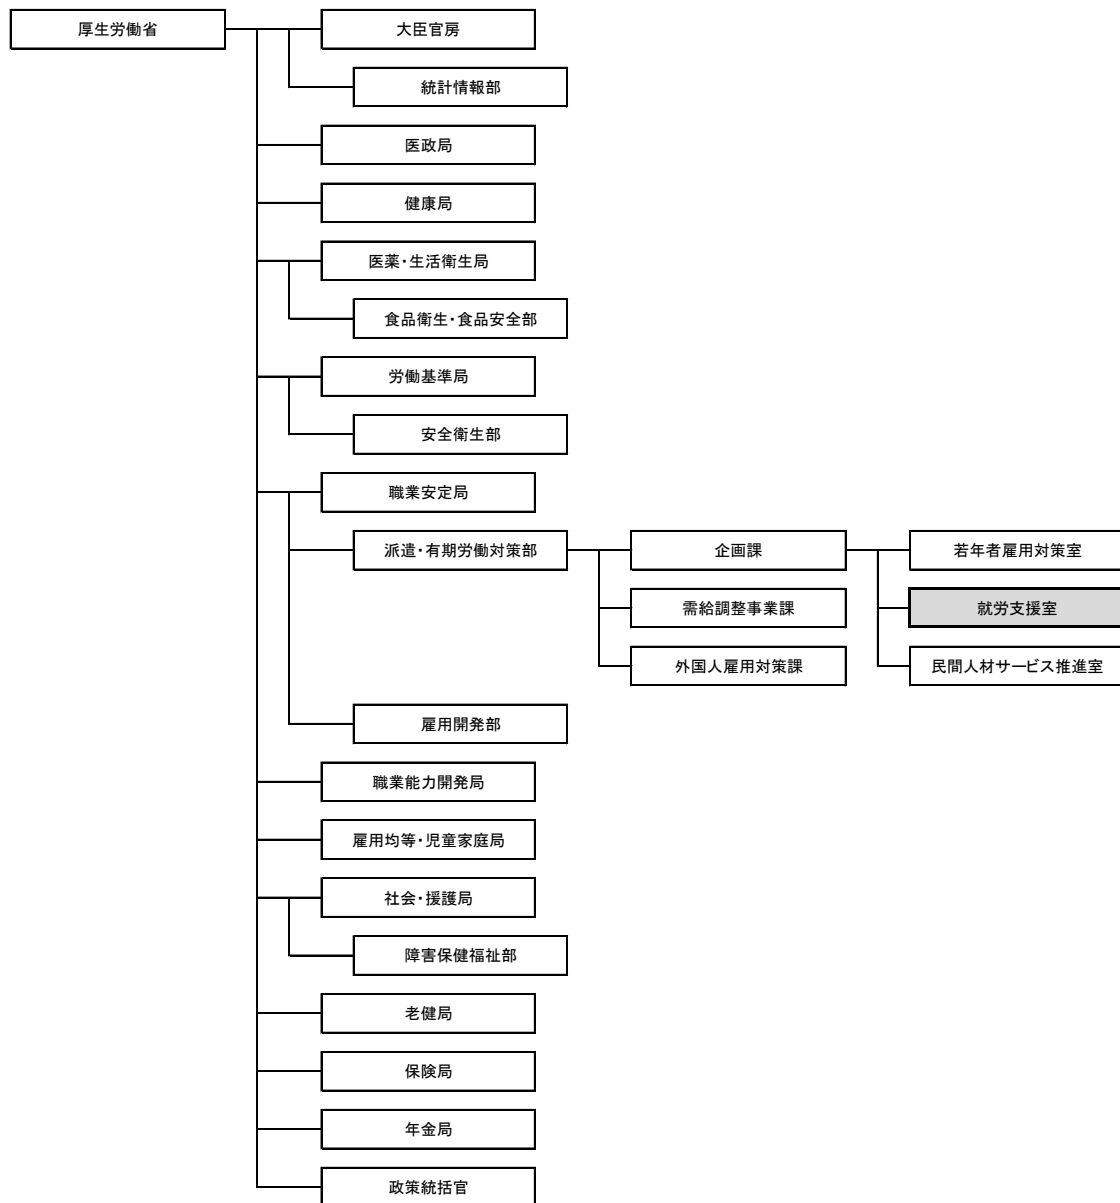 厚生労働省
大臣官房
統計情報部
医政局
健康局
医薬・生活衛生局
食品衛生・食品安全部
労働基準局
安全衛生部
職業安定局
派遣・有期労働対策部
企画課
若年者雇用対策室
需給調整事業課
就労支援室
外国人雇用対策課
民間人材サービス推進室
雇用開発部
職業能力開発局
雇用均等・児童家庭局
社会・援護局
障害保健福祉部
老健局
保険局
年金局
政策統括官